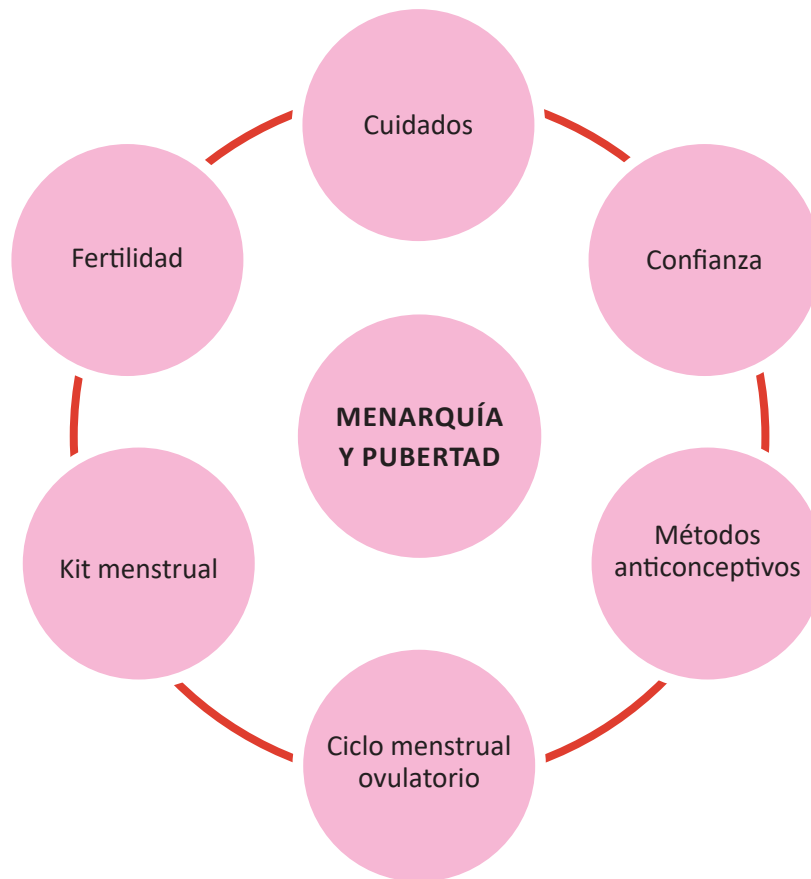 Cuidados
Fertilidad
Confianza
MENARQUÍA
Y PUBERTAD
Métodos
anticonceptivos
Kit menstrual
Ciclo menstrual
ovulatorio